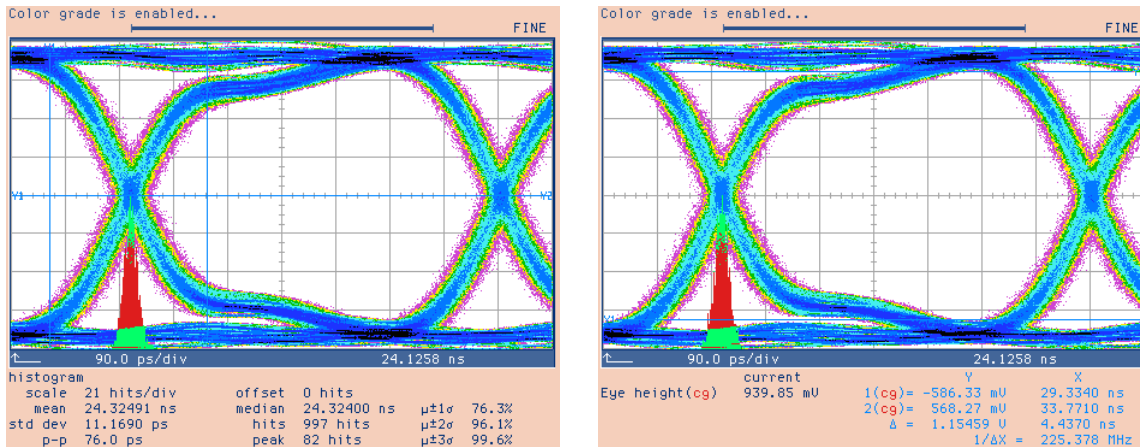 Color grade is enabled...
FINE
Y1
Y2
90.0 ps/div 24.1258 ns
histogram
scale 21 hits/div offset 0 hits
mean 24.32491 ns median 24.32400 ns μ±1σ 76.3%
std dev 11.1690 ps hits 997 hits μ±2σ 96.1%
p-p 76.0 ps peak 82 hits μ±3σ 99.6%
Color grade is enabled...
FINE
90.0 ps/div 24.1258 ns
current Y X
Eye height(cg) 939.85 mV 1(cg)= -586.33 mV 29.3340 ns
2(cg)= 568.27 mV 33.7710 ns
Δ = 1.15459 V 4.4370 ns
1/ΔX = 225.378 MHz